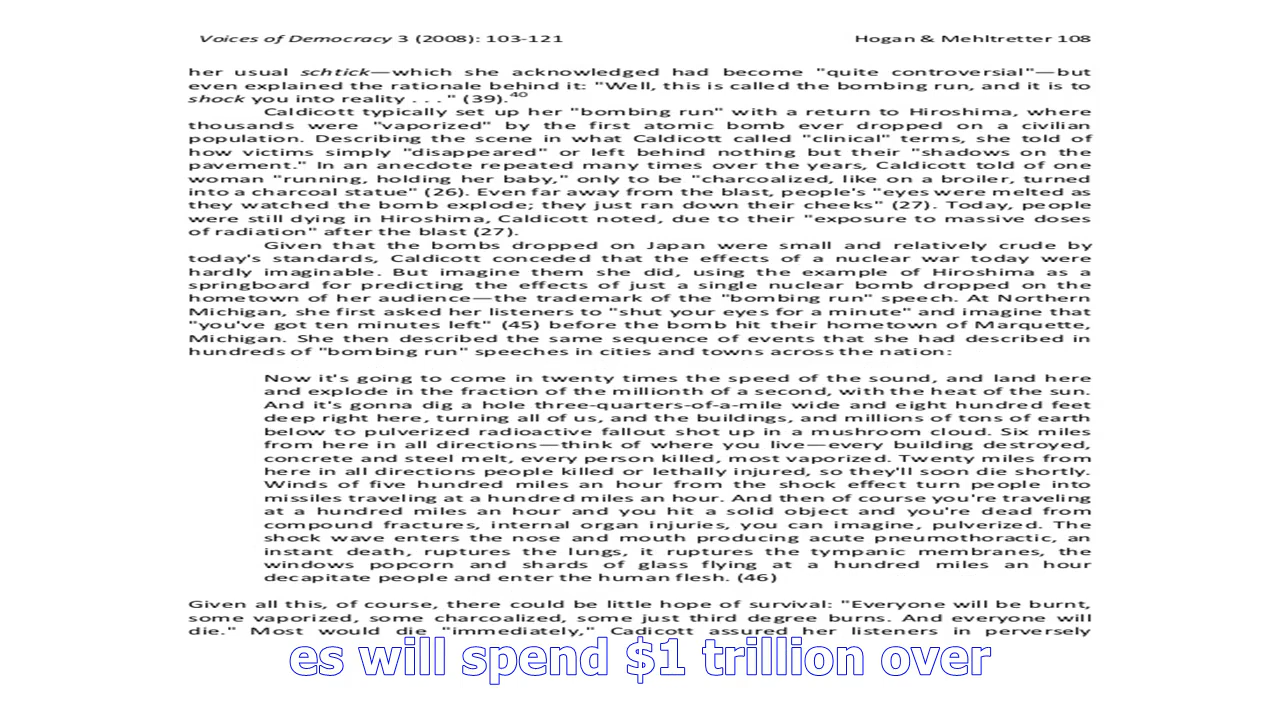 Voices of Democracy 3 (2008): 103-121 Hogan & Mehltretter 108
her usual schtick—which she acknowledged had become "quite controversial"—but
even explained the rationale behind it: "Well, this is called the bombing run, and it is to
shock you into reality . . . " (39).40
Caldicott typically set up her "bombing run" with a return to Hiroshima, where
thousands were "vaporized" by the first atomic bomb ever dropped on a civilian
population. Describing the scene in what Caldicott called "clinical" terms, she told of
how victims simply "disappeared" or left behind nothing but their "shadows on the
pavement." In an anecdote repeated many times over the years, Caldicott told of one
woman "running, holding her baby," only to be "charcoalized, like on a broiler, turned
into a charcoal statue" (26). Even far away from the blast, people's "eyes were melted as
they watched the bomb explode; they just ran down their cheeks" (27). Today, people
were still dying in Hiroshima, Caldicott noted, due to their "exposure to massive doses
of radiation" after the blast (27).
Given that the bombs dropped on Japan were small and relatively crude by
today's standards, Caldicott conceded that the effects of a nuclear war today were
hardly imaginable. But imagine them she did, using the example of Hiroshima as a
springboard for predicting the effects of just a single nuclear bomb dropped on the
hometown of her audience—the trademark of the "bombing run" speech. At Northern
Michigan, she first asked her listeners to "shut your eyes for a minute" and imagine that
"you've got ten minutes left" (45) before the bomb hit their hometown of Marquette,
Michigan. She then described the same sequence of events that she had described in
hundreds of "bombing run" speeches in cities and towns across the nation:
Now it's going to come in twenty times the speed of the sound, and land here
and explode in the fraction of the millionth of a second, with the heat of the sun.
And it's gonna dig a hole three-quarters-of-a-mile wide and eight hundred feet
deep right here, turning all of us, and the buildings, and millions of tons of earth
below to pulverized radioactive fallout shot up in a mushroom cloud. Six miles
from here in all directions—think of where you live—every building destroyed,
concrete and steel melt, every person killed, most vaporized. Twenty miles from
here in all directions people killed or lethally injured, so they'll soon die shortly.
Winds of five hundred miles an hour from the shock effect turn people into
missiles traveling at a hundred miles an hour. And then of course you're traveling
at a hundred miles an hour and you hit a solid object and you're dead from
compound fractures, internal organ injuries, you can imagine, pulverized. The
shock wave enters the nose and mouth producing acute pneumothoractic, an
instant death, ruptures the lungs, it ruptures the tympanic membranes, the
windows popcorn and shards of glass flying at a hundred miles an hour
decapitate people and enter the human flesh. (46)
Given all this, of course, there could be little hope of survival: "Everyone will be burnt,
some vaporized, some charcoalized, some just third degree burns. And everyone will
die." Most would die "immediately," Cadicott assured her listeners in perversely
es will spend $1 trillion over